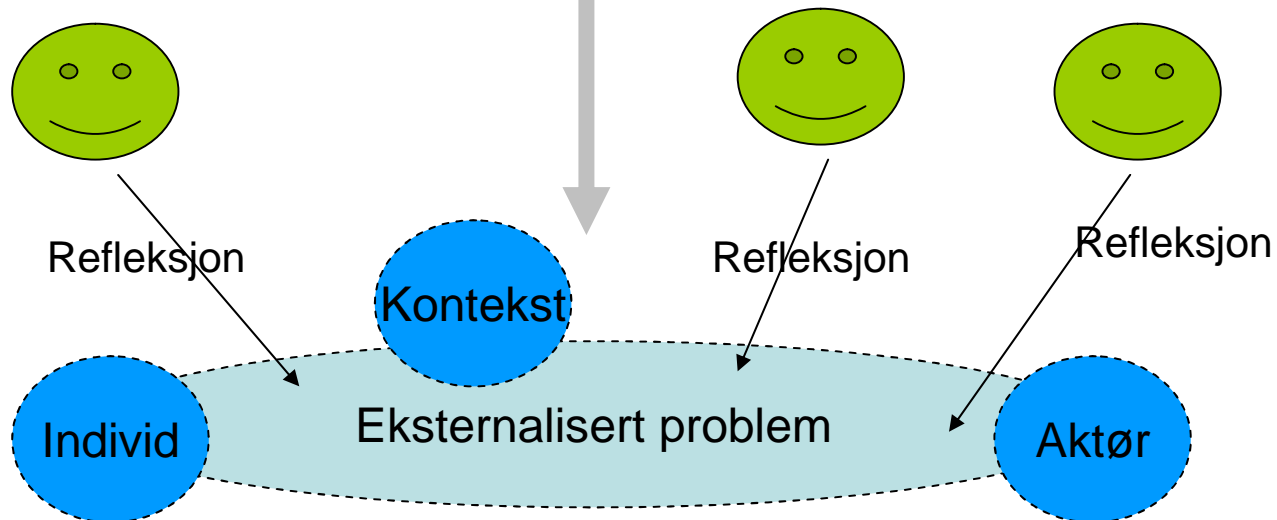 Refleksjon
Refleksjon
Refleksjon
Kontekst
Individ
Eksternalisert problem
Aktør